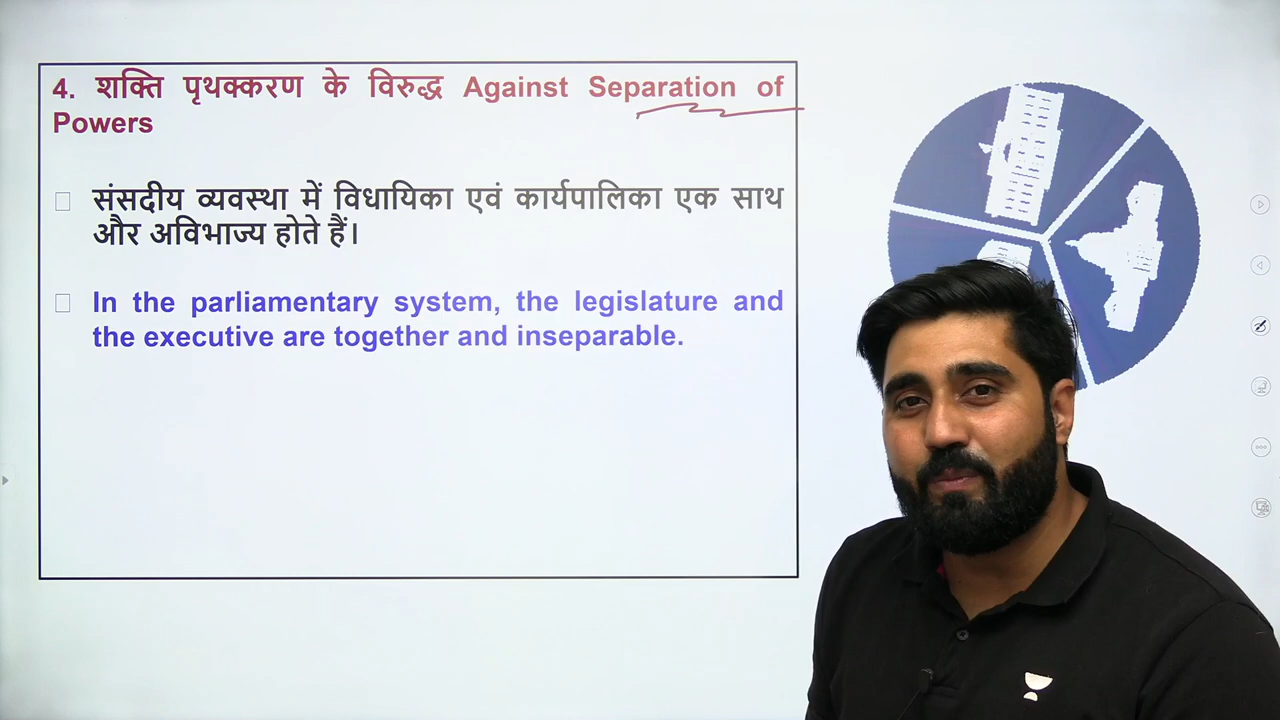 4. शक्ति पृथक्करण के विरुद्ध Against Separation of
Powers
संसदीय व्यवस्था में विधायिका एवं कार्यपालिका एक साथ
और अविभाज्य होते हैं।
In the parliamentary system, the legislature and
the executive are together and inseparable.